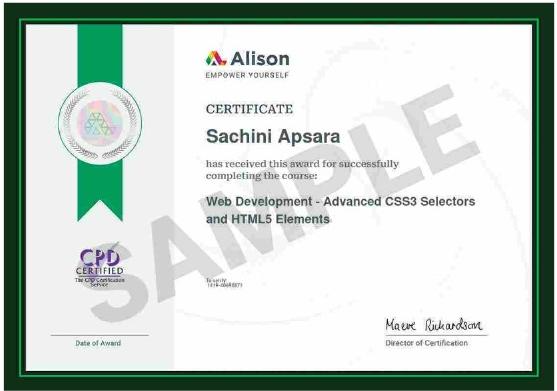 Alison
EMPOWER YOURSELF
CERTIFICATE
Sachini Apsara
has received this award for successfully
completing the course:
Web Development - Advanced CSS3 Selectors
and HTML5 Elements
SAMPLE
CPD
CERTIFIED
The CPD Certification
Service
To verify:
Maeve Richardson
Date of Award
Director of Certification